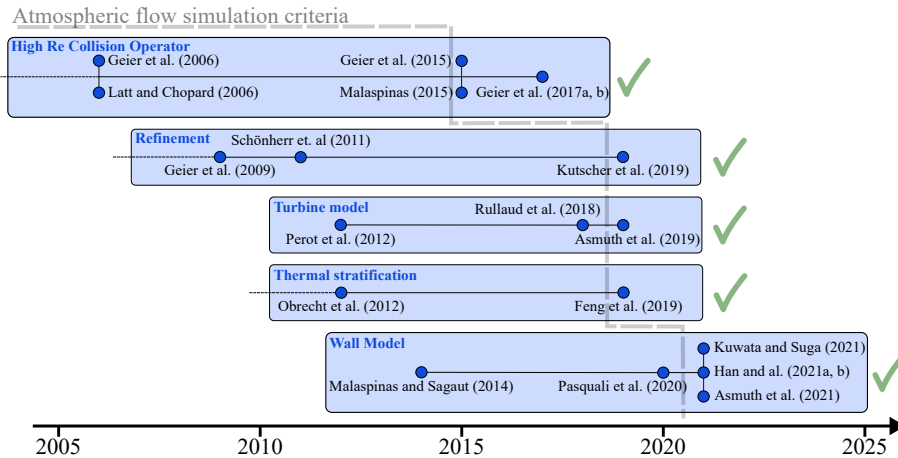 Atmospheric flow simulation criteria
High Re Collision Operator
Geier et al. (2006)
Geier et al. (2015)
Latt and Chopard (2006)
Malaspinas (2015)
Geier et al. (2017a, b)
Refinement
Schönherr et. al (2011)
Geier et al. (2009)
Kutscher et al. (2019)
Turbine model
Rullaud et al. (2018)
Perot et al. (2012)
Asmuth et al. (2019)
Thermal stratification
Obrecht et al. (2012)
Feng et al. (2019)
Wall Model
Kuwata and Suga (2021)
Malaspinas and Sagaut (2014)
Pasquali et al. (2020)
Han and al. (2021a, b)
Asmuth et al. (2021)
2005 2010 2015 2020 2025